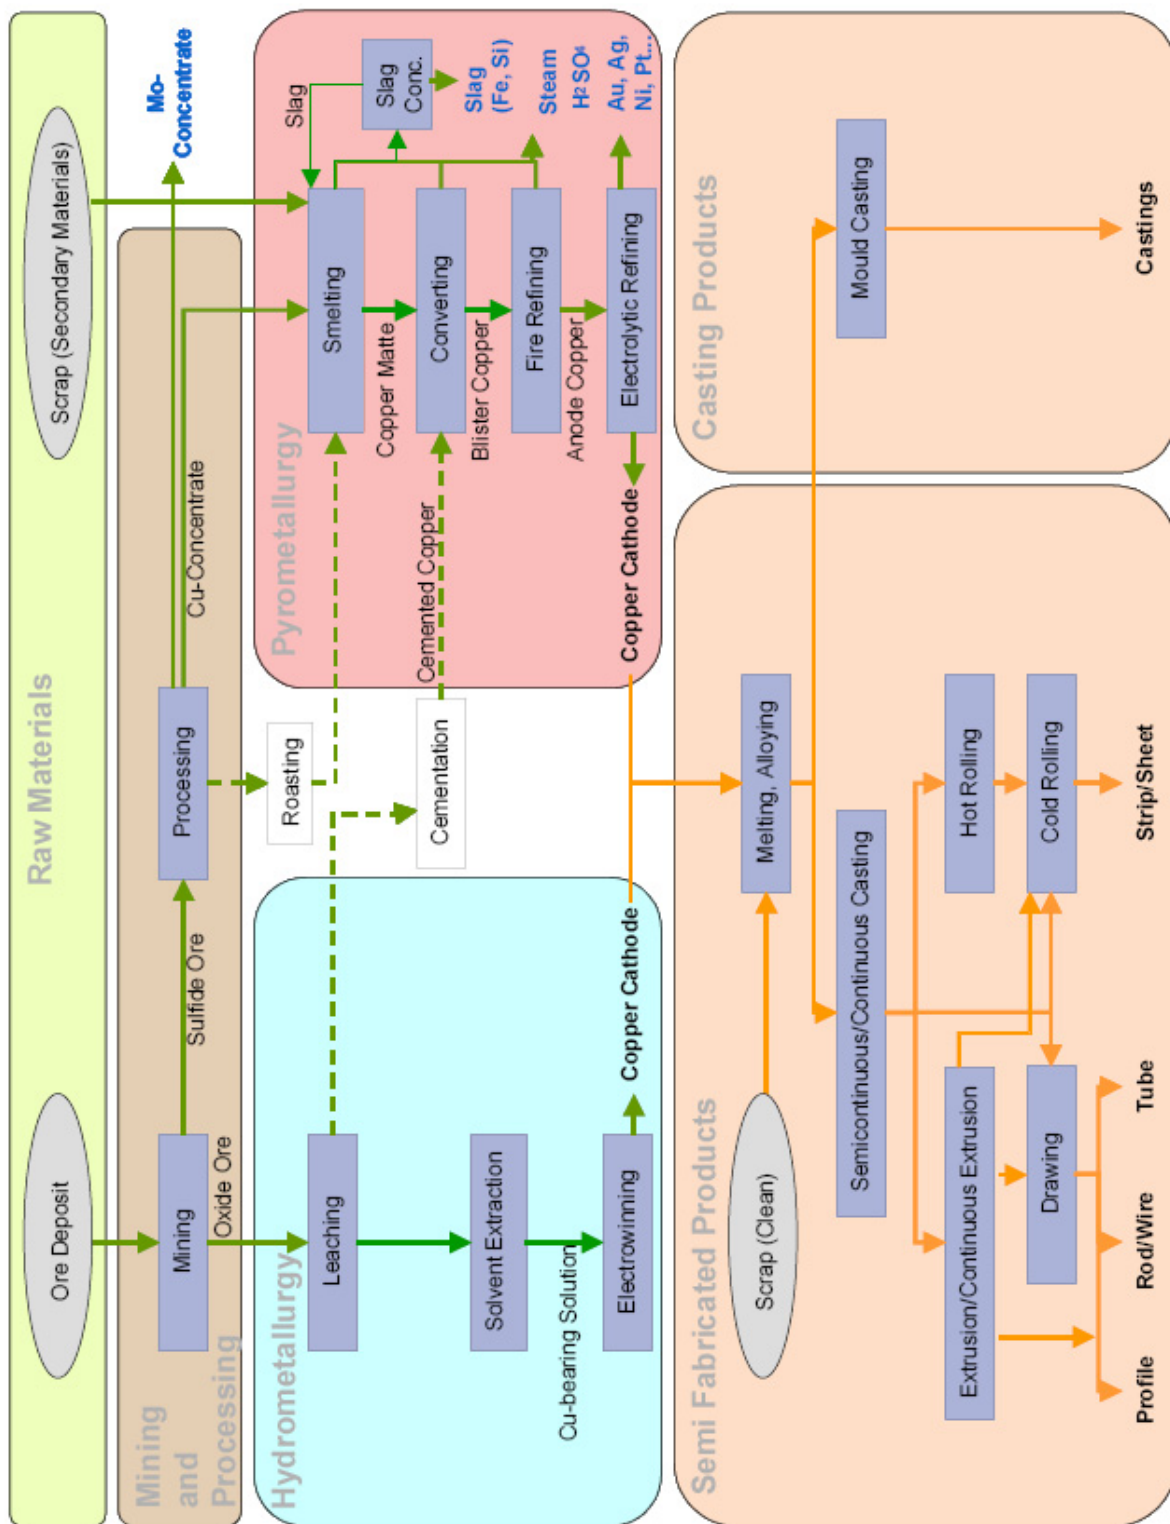 Raw Materials
Ore Deposit
Scrap (Secondary Materials)
Mining
and
Processing
Mining
Sulfide Ore
Processing
Cu-Concentrate
Mo-
Concentrate
Oxide Ore
Roasting
Hydrometallurgy
Leaching
Solvent Extraction
Cu-bearing Solution
Electrowinning
Copper Cathode
Cementation
Cemented Copper
Pyrometallurgy
Smelting
Slag
Slag
Conc.
Copper Matte
Converting
Slag
(Fe, Si)
Blister Copper
Fire Refining
Steam
H2SO4
Anode Copper
Electrolytic Refining
Au, Ag,
Ni, Pt...
Copper Cathode
Semi Fabricated Products
Scrap (Clean)
Melting, Alloying
Semicontinuous/Continuous Casting
Extrusion/Continuous Extrusion
Hot Rolling
Drawing
Cold Rolling
Profile
Rod/Wire
Tube
Strip/Sheet
Casting Products
Mould Casting
Castings